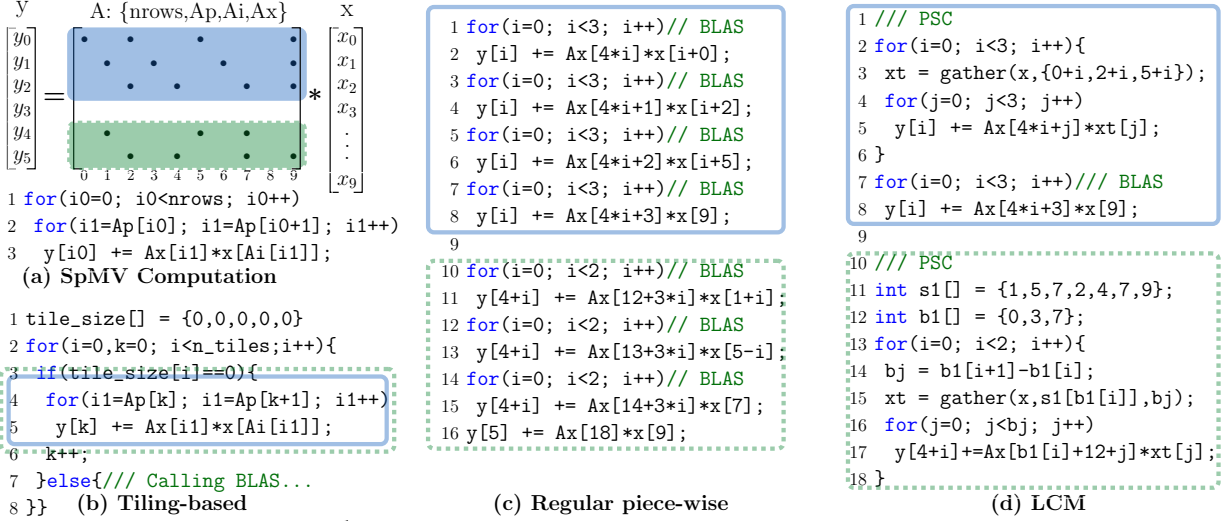 y A: {nrows,Ap,Ai,Ax} x
y0
y1
y2
y3
y4
y5
=
*
x0
x1
x2
x3
.
.
.
x9
0 1 2 3 4 5 6 7 8 9
1 for(i0=0; i0<nrows; i0++)
2 for(i1=Ap[i0]; i1=Ap[i0+1]; i1++)
3 y[i0] += Ax[i1]*x[Ai[i1]];
(a) SpMV Computation
1 tile_size[] = {0,0,0,0,0}
2 for(i=0,k=0; i<n_tiles;i++){
3 if(tile_size[i]==0){
4 for(i1=Ap[k]; i1=Ap[k+1]; i1++)
5 y[k] += Ax[i1]*x[Ai[i1]];
6 k++;
7 }else{/// Calling BLAS...
8 }}
(b) Tiling-based
1 for(i=0; i<3; i++)// BLAS
2 y[i] += Ax[4*i]*x[i+0];
3 for(i=0; i<3; i++)// BLAS
4 y[i] += Ax[4*i+1]*x[i+2];
5 for(i=0; i<3; i++)// BLAS
6 y[i] += Ax[4*i+2]*x[i+5];
7 for(i=0; i<3; i++)// BLAS
8 y[i] += Ax[4*i+3]*x[9];
9
10 for(i=0; i<2; i++)// BLAS
11 y[4+i] += Ax[12+3*i]*x[1+i];
12 for(i=0; i<2; i++)// BLAS
13 y[4+i] += Ax[13+3*i]*x[5-i];
14 for(i=0; i<2; i++)// BLAS
15 y[4+i] += Ax[14+3*i]*x[7];
16 y[5] += Ax[18]*x[9];
(c) Regular piece-wise
1 /// PSC
2 for(i=0; i<3; i++){
3 xt = gather(x,{0+i,2+i,5+i});
4 for(j=0; j<3; j++)
5 y[i] += Ax[4*i+j]*xt[j];
6 }
7 for(i=0; i<3; i++)/// BLAS
8 y[i] += Ax[4*i+3]*x[9];
9
10 /// PSC
11 int s1[] = {1,5,7,2,4,7,9};
12 int b1[] = {0,3,7};
13 for(i=0; i<2; i++){
14 bj = b1[i+1]-b1[i];
15 xt = gather(x,s1[b1[i]],bj);
16 for(j=0; j<bj; j++)
17 y[4+i]+=Ax[b1[i]+12+j]*xt[j];
18 }
(d) LCM